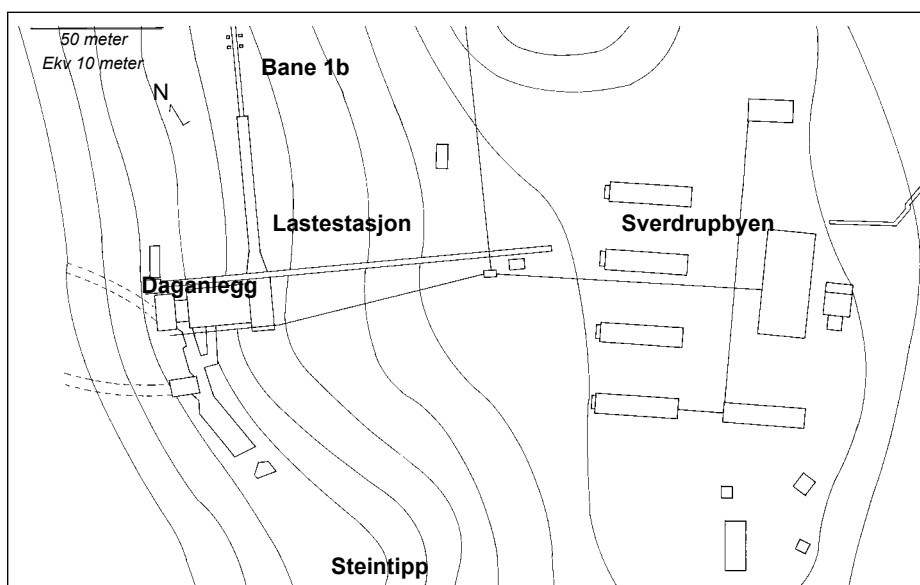 50 meter
Ekv 10 meter
N
Bane 1b
Lastestasjon
Sverdrupbyen
Daganlegg
Steintipp